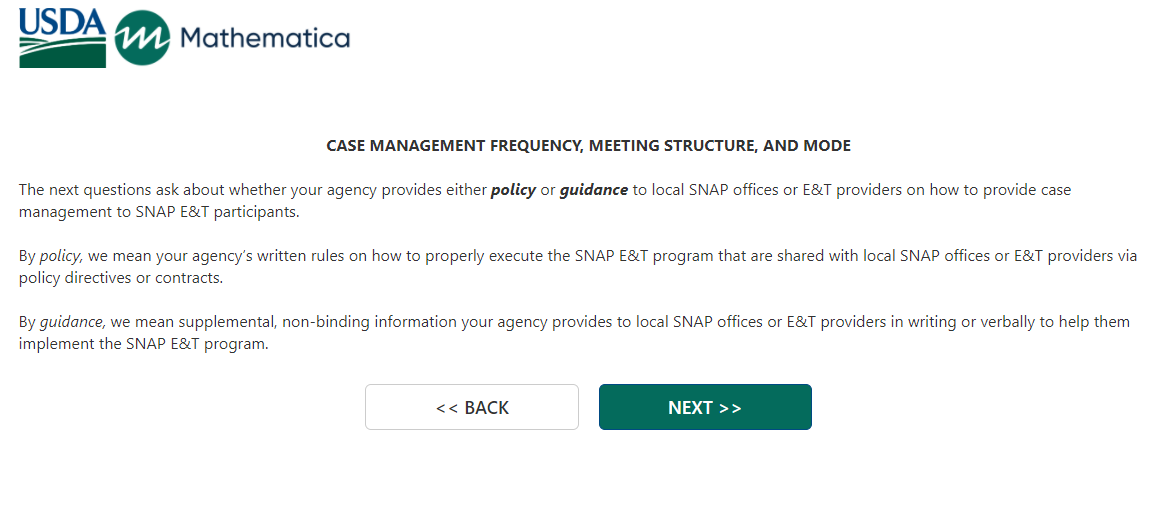 USDA
m Mathematica
CASE MANAGEMENT FREQUENCY, MEETING STRUCTURE, AND MODE
The next questions ask about whether your agency provides either policy or guidance to local SNAP offices or E&T providers on how to provide case
management to SNAP E&T participants.
By policy, we mean your agency's written rules on how to properly execute the SNAP E&T program that are shared with local SNAP offices or E&T providers via
policy directives or contracts.
By guidance, we mean supplemental, non-binding information your agency provides to local SNAP offices or E&T providers in writing or verbally to help them
implement the SNAP E&T program.
<< BACK
NEXT >>